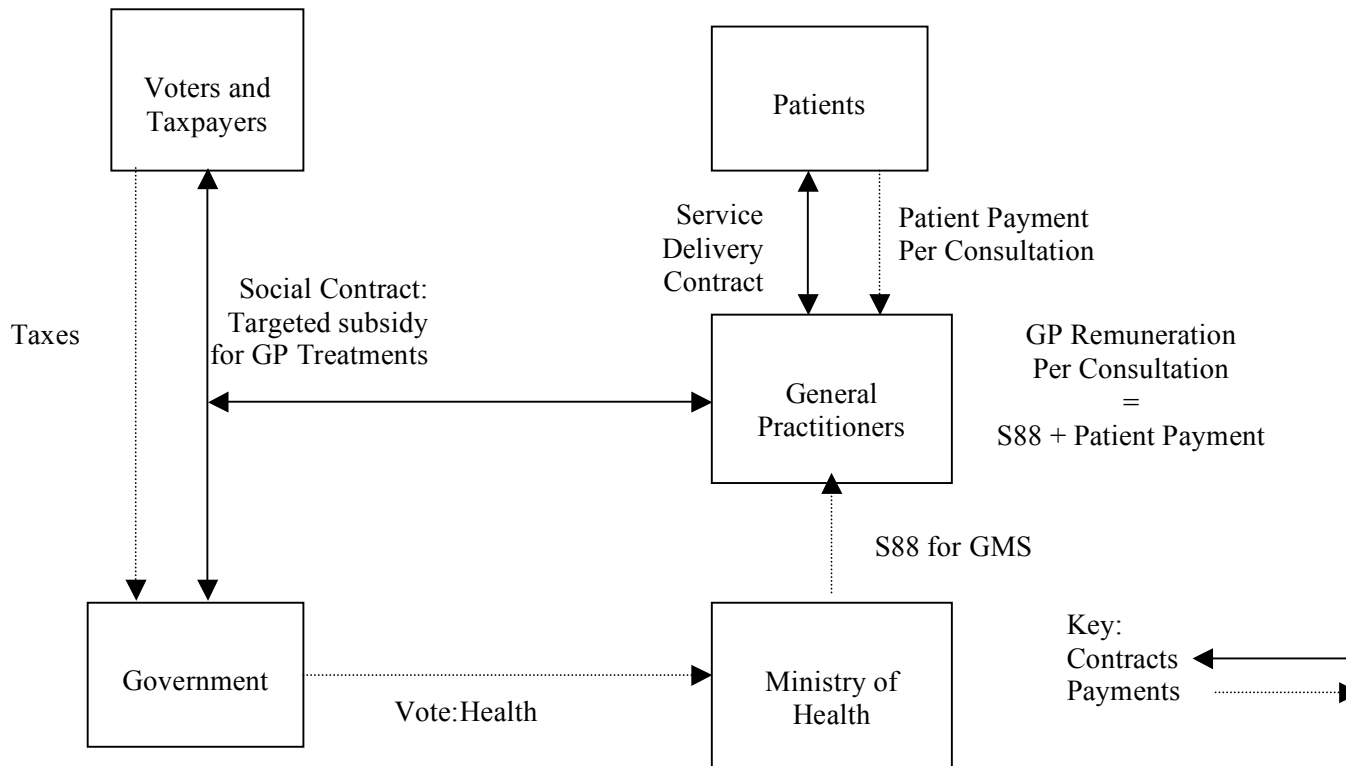 Voters and
Taxpayers
Patients
Service
Delivery
Contract
Patient Payment
Per Consultation
Social Contract:
Targeted subsidy
for GP Treatments
Taxes
General
Practitioners
GP Remuneration
Per Consultation
=
S88 + Patient Payment
S88 for GMS
Government
Vote:Health
Ministry of
Health
Key:
Contracts
Payments